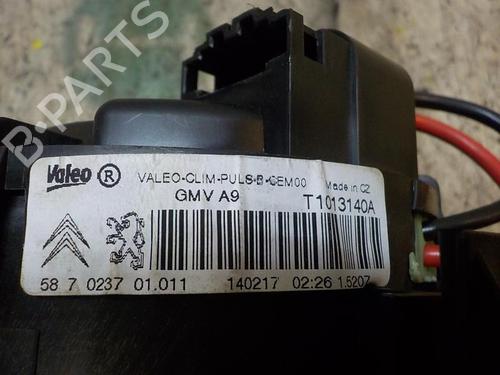 B-PARTS
Valeo ® VALEO-CLIM-PULS-B-CEM00 Made in CZ
GMV A9 T1013140A
58 7 0237 01.011 140217 02:26 1.5207